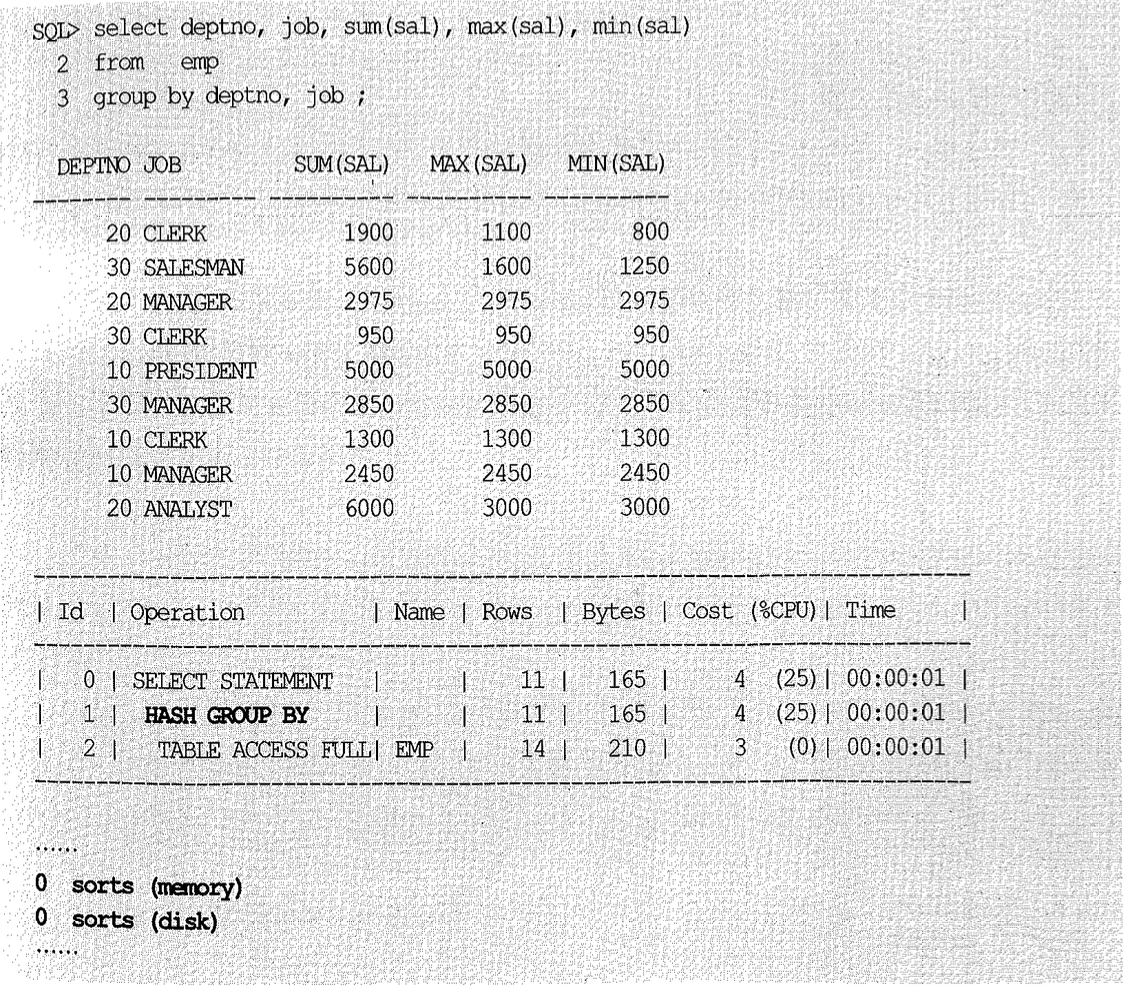 SQL> select deptno, job, sum(sal), max(sal), min(sal)
2 from emp
3 group by deptno, job ;
DEPTNO JOB SUM(SAL) MAX(SAL) MIN(SAL)
-------- --------- ---------- ---------- ----------
20 CLERK 1900 1100 800
30 SALESMAN 5600 1600 1250
20 MANAGER 2975 2975 2975
30 CLERK 950 950 950
10 PRESIDENT 5000 5000 5000
30 MANAGER 2850 2850 2850
10 CLERK 1300 1300 1300
10 MANAGER 2450 2450 2450
20 ANALYST 6000 3000 3000
---------------------------------------------------------------------------
| Id | Operation | Name | Rows | Bytes | Cost (%CPU)| Time |
---------------------------------------------------------------------------
| 0 | SELECT STATEMENT | | 11 | 165 | 4 (25)| 00:00:01 |
| 1 | HASH GROUP BY | | 11 | 165 | 4 (25)| 00:00:01 |
| 2 | TABLE ACCESS FULL| EMP | 14 | 210 | 3 (0)| 00:00:01 |
---------------------------------------------------------------------------
......
0 sorts (memory)
0 sorts (disk)
......